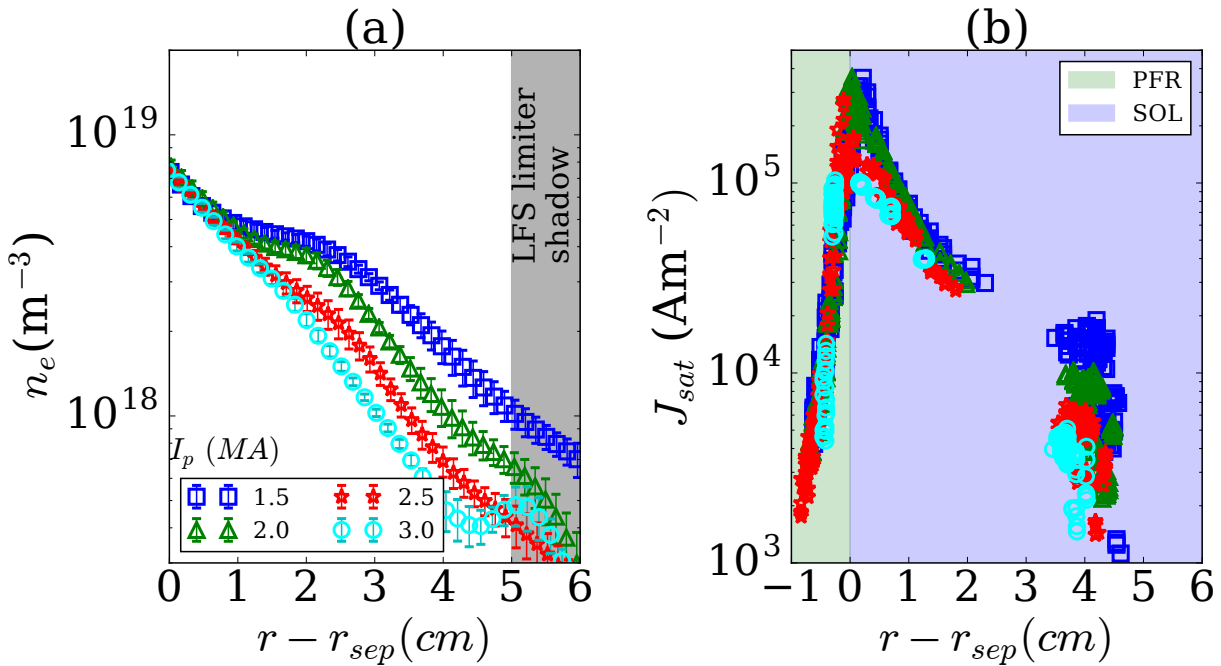 (a)
10^19
10^18
n_e(m^−3)
LFS limiter
shadow
I_p (MA)
1.5
2.5
2.0
3.0
0 1 2 3 4 5 6
r − r_sep(cm)
(b)
PFR
SOL
10^5
10^4
10^3
J_sat (Am^−2)
−1 0 1 2 3 4 5 6
r − r_sep(cm)